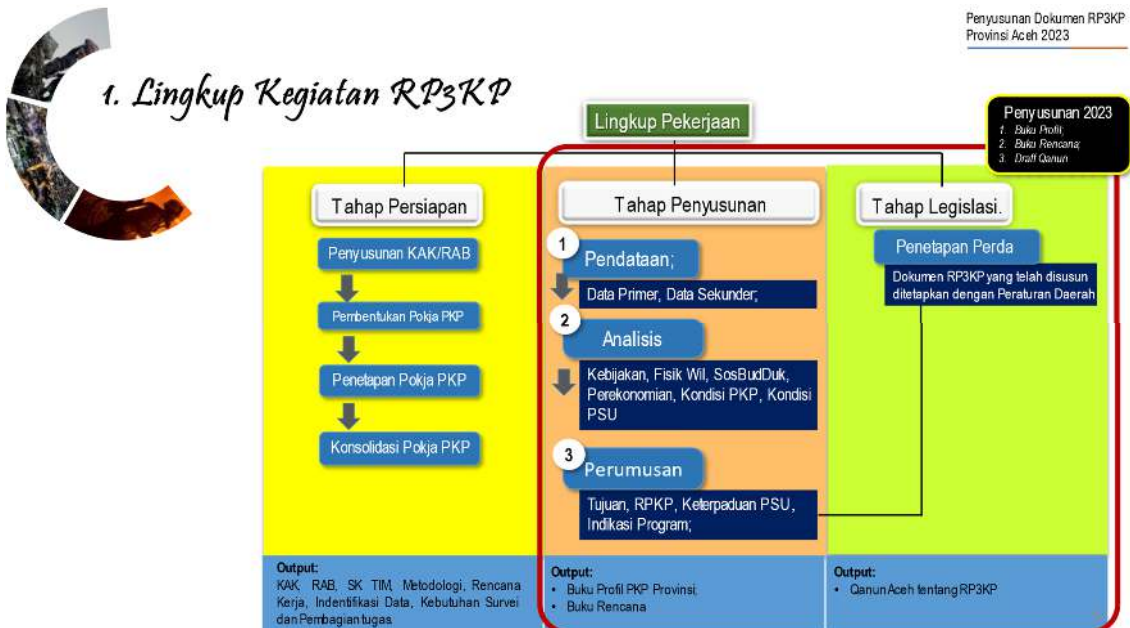 Penyusunan Dokumen RP3KP
Provinsi Aceh 2023
1. Lingkup Kegiatan RP3KP
Lingkup Pekerjaan
Penyusunan 2023
1. Buku Profil;
2. Buku Rencana;
3. Draff Qanun
Tahap Persiapan
Penyusunan KAK/RAB
Pembentukan Pokja PKP
Penetapan Pokja PKP
Konsolidasi Pokja PKP
Output:
KAK, RAB, SK TIM, Metodologi, Rencana
Kerja, Indentifikasi Data, Kebutuhan Survei
dan Pembagian tugas.
Tahap Penyusunan
1
Pendataan;
Data Primer, Data Sekunder;
2
Analisis
Kebijakan, Fisik Wil, SosBudDuk,
Perekonomian, Kondisi PKP, Kondisi
PSU
3
Perumusan
Tujuan, RPKP, Keterpaduan PSU,
Indikasi Program;
Output:
• Buku Profil PKP Provinsi;
• Buku Rencana
Tahap Legislasi.
Penetapan Perda
Dokumen RP3KP yang telah disusun
ditetapkan dengan Peraturan Daerah
Output:
• Qanun Aceh tentang RP3KP